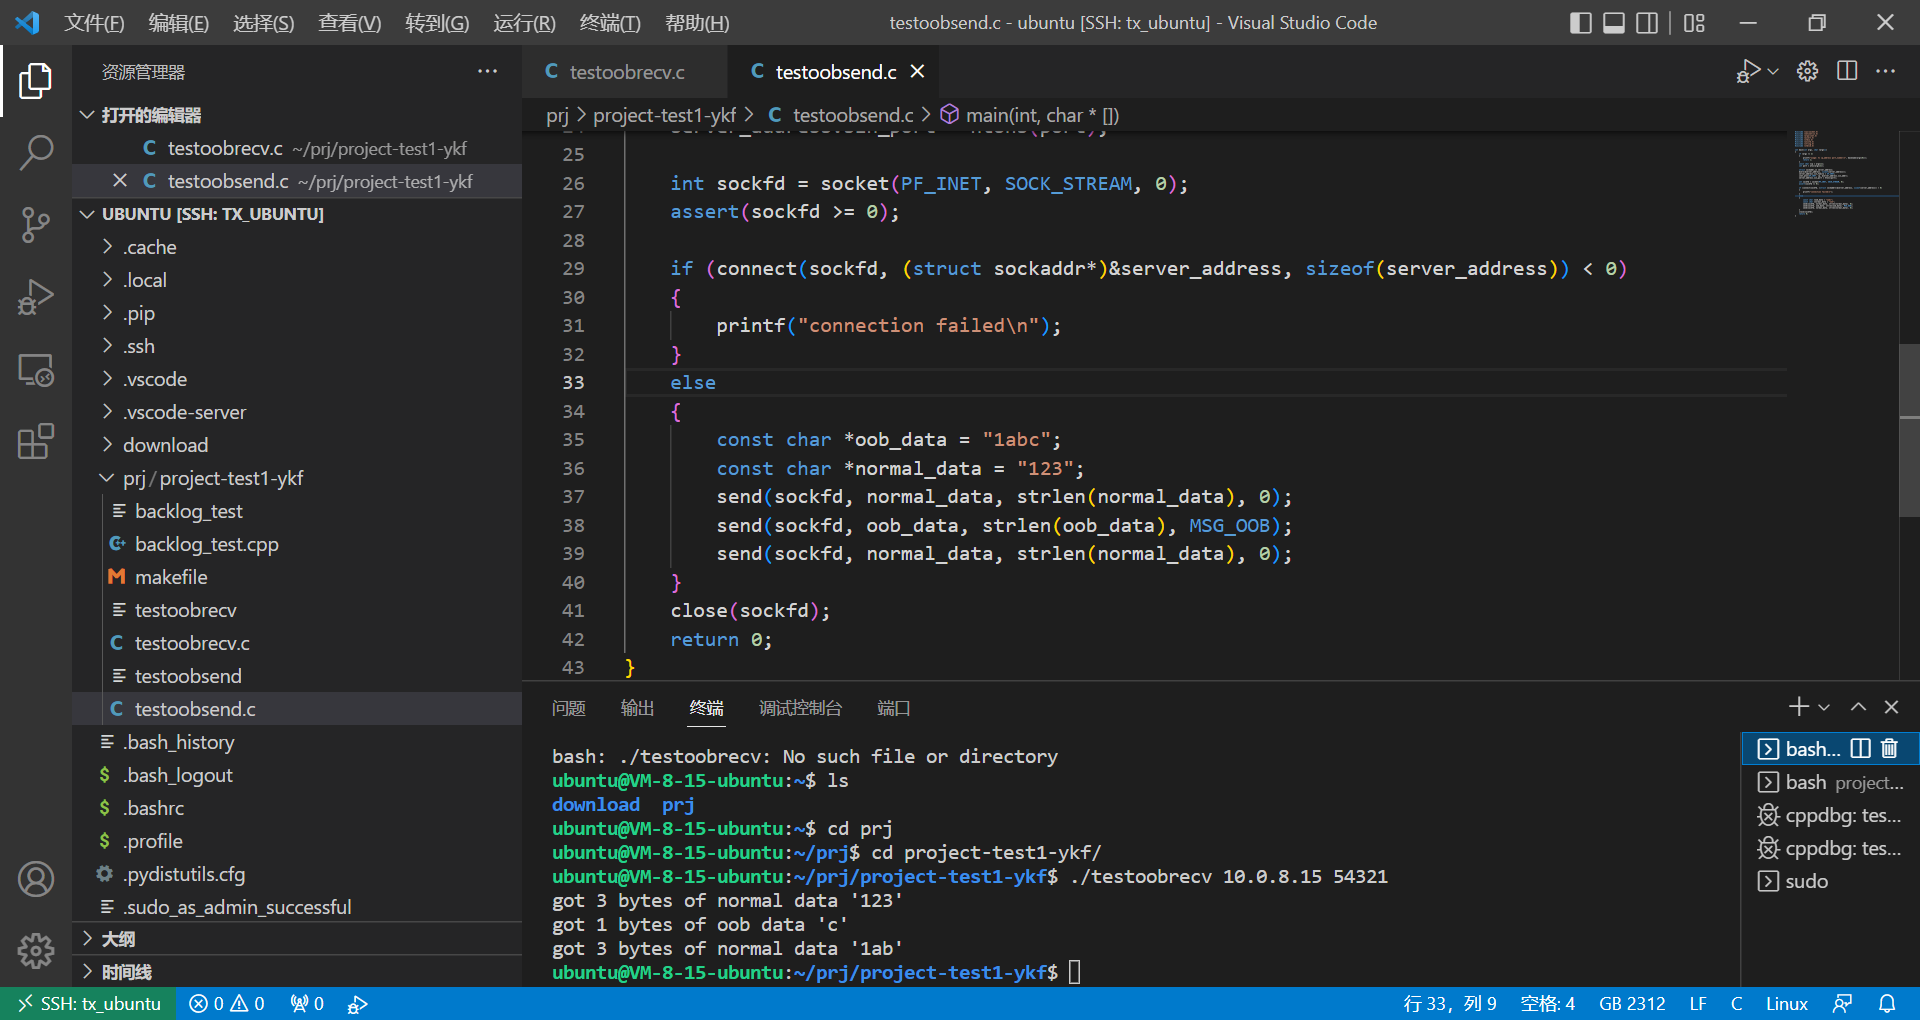 文件(F) 编辑(E) 选择(S) 查看(V) 转到(G) 运行(R) 终端(T) 帮助(H) testoobsend.c - ubuntu [SSH: tx_ubuntu] - Visual Studio Code
资源管理器
打开的编辑器
testoobrecv.c ~/prj/project-test1-ykf
testoobsend.c ~/prj/project-test1-ykf
UBUNTU [SSH: TX_UBUNTU]
.cache
.local
.pip
.ssh
.vscode
.vscode-server
download
prj/project-test1-ykf
backlog_test
backlog_test.cpp
makefile
testoobrecv
testoobrecv.c
testoobsend
testoobsend.c
.bash_history
.bash_logout
.bashrc
.profile
.pydistutils.cfg
.sudo_as_admin_successful
大纲
时间线
testoobrecv.c testoobsend.c
prj > project-test1-ykf > C testoobsend.c > main(int, char * [])
25
26 int sockfd = socket(PF_INET, SOCK_STREAM, 0);
27 assert(sockfd >= 0);
28
29 if (connect(sockfd, (struct sockaddr*)&server_address, sizeof(server_address)) < 0)
30 {
31 printf("connection failed\n");
32 }
33 else
34 {
35 const char *oob_data = "1abc";
36 const char *normal_data = "123";
37 send(sockfd, normal_data, strlen(normal_data), 0);
38 send(sockfd, oob_data, strlen(oob_data), MSG_OOB);
39 send(sockfd, normal_data, strlen(normal_data), 0);
40 }
41 close(sockfd);
42 return 0;
43 }
问题 输出 终端 调试控制台 端口
bash: ./testoobrecv: No such file or directory
ubuntu@VM-8-15-ubuntu:~$ ls
download prj
ubuntu@VM-8-15-ubuntu:~$ cd prj
ubuntu@VM-8-15-ubuntu:~/prj$ cd project-test1-ykf/
ubuntu@VM-8-15-ubuntu:~/prj/project-test1-ykf$ ./testoobrecv 10.0.8.15 54321
got 3 bytes of normal data '123'
got 1 bytes of oob data 'c'
got 3 bytes of normal data '1ab'
ubuntu@VM-8-15-ubuntu:~/prj/project-test1-ykf$
bash...
bash project...
cppdbg: tes...
cppdbg: tes...
sudo
SSH: tx_ubuntu 0 0 0 行 33，列 9 空格: 4 GB 2312 LF C Linux